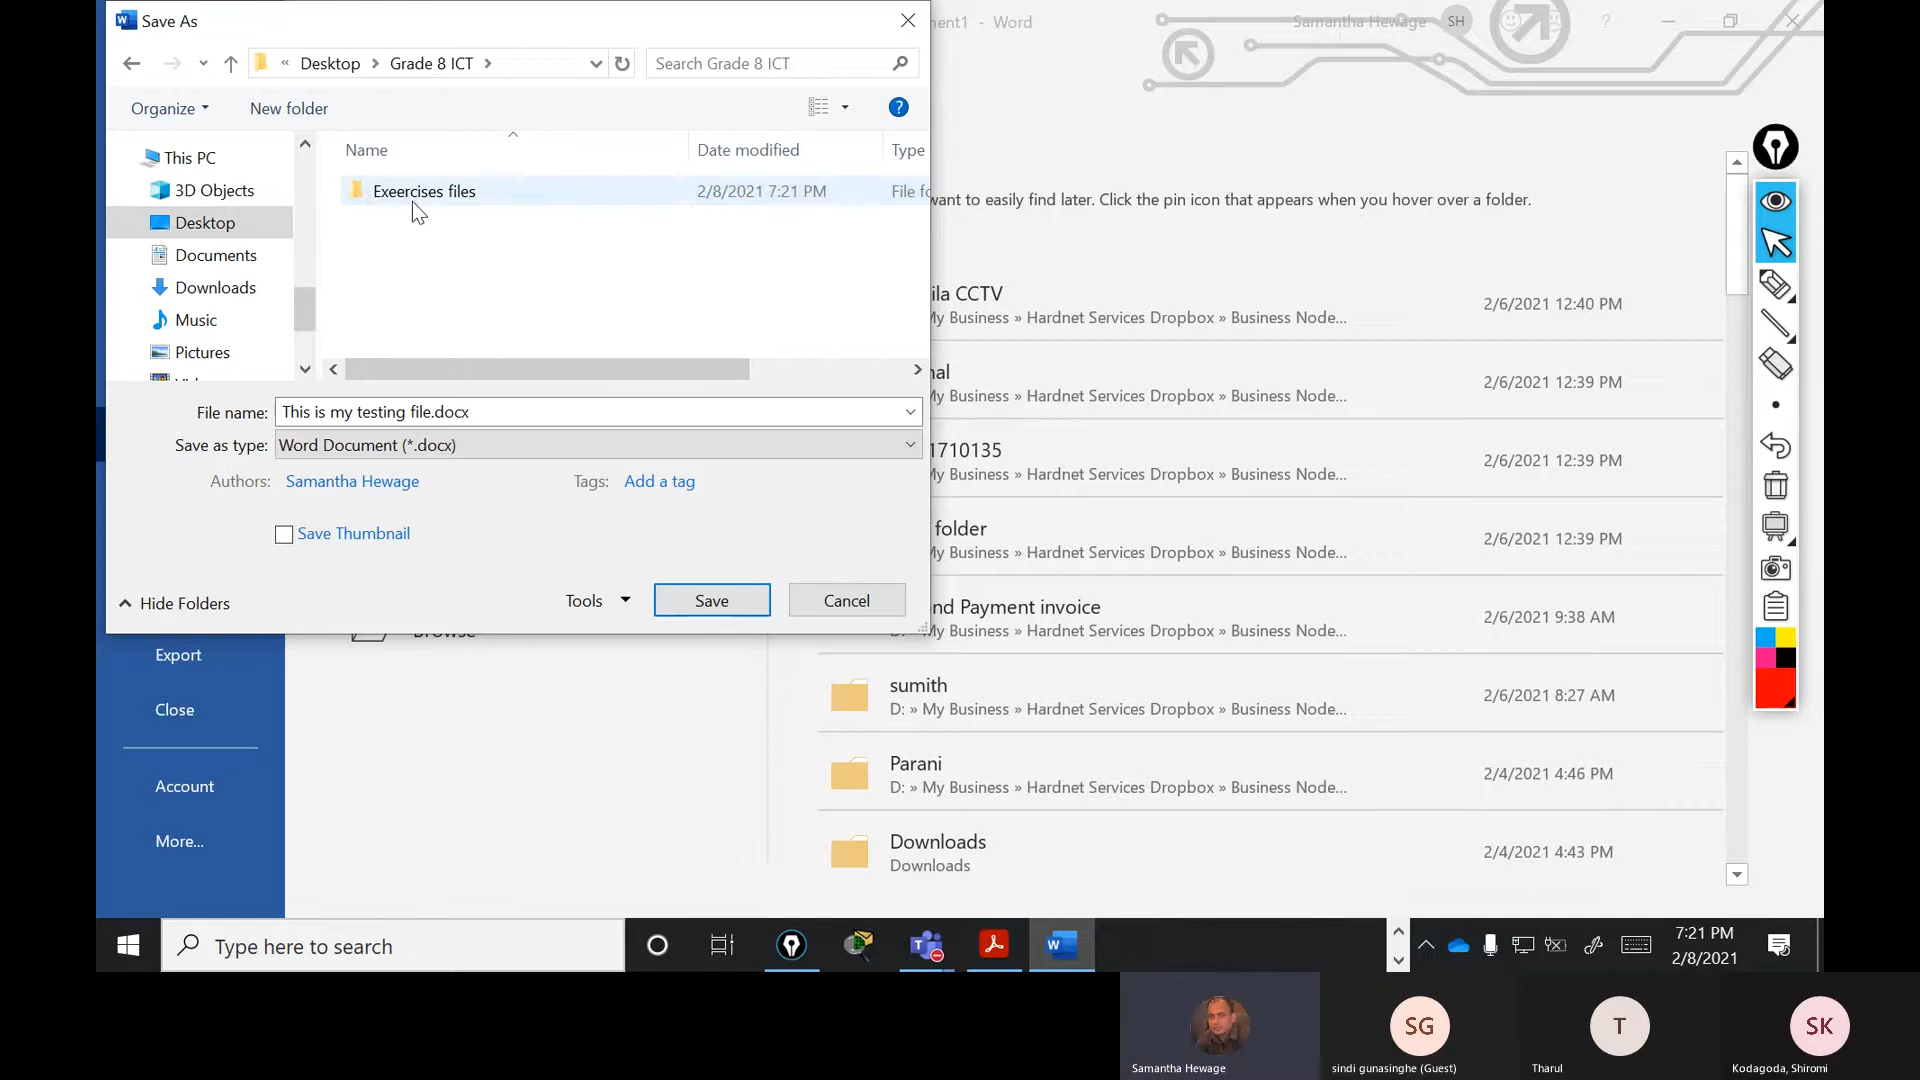 Save As
ment1 - Word
Samantha Hewage
SH
« Desktop > Grade 8 ICT >
Search Grade 8 ICT
Organize
New folder
This PC
3D Objects
Desktop
Documents
Downloads
Music
Pictures
Name
Date modified
Type
Exeercises files
2/8/2021 7:21 PM
File fo
want to easily find later. Click the pin icon that appears when you hover over a folder.
File name: This is my testing file.docx
Save as type: Word Document (*.docx)
Authors: Samantha Hewage
Tags: Add a tag
Save Thumbnail
Hide Folders
Tools
Save
Cancel
Browse
ila CCTV
My Business » Hardnet Services Dropbox » Business Node...
2/6/2021 12:40 PM
nal
My Business » Hardnet Services Dropbox » Business Node...
2/6/2021 12:39 PM
1710135
My Business » Hardnet Services Dropbox » Business Node...
2/6/2021 12:39 PM
folder
My Business » Hardnet Services Dropbox » Business Node...
2/6/2021 12:39 PM
nd Payment invoice
D: » My Business » Hardnet Services Dropbox » Business Node...
2/6/2021 9:38 AM
sumith
D: » My Business » Hardnet Services Dropbox » Business Node...
2/6/2021 8:27 AM
Parani
D: » My Business » Hardnet Services Dropbox » Business Node...
2/4/2021 4:46 PM
Downloads
Downloads
2/4/2021 4:43 PM
Export
Close
Account
More...
Type here to search
7:21 PM
2/8/2021
SG
T
SK
Samantha Hewage
sindi gunasinghe (Guest)
Tharul
Kodagoda, Shiromi